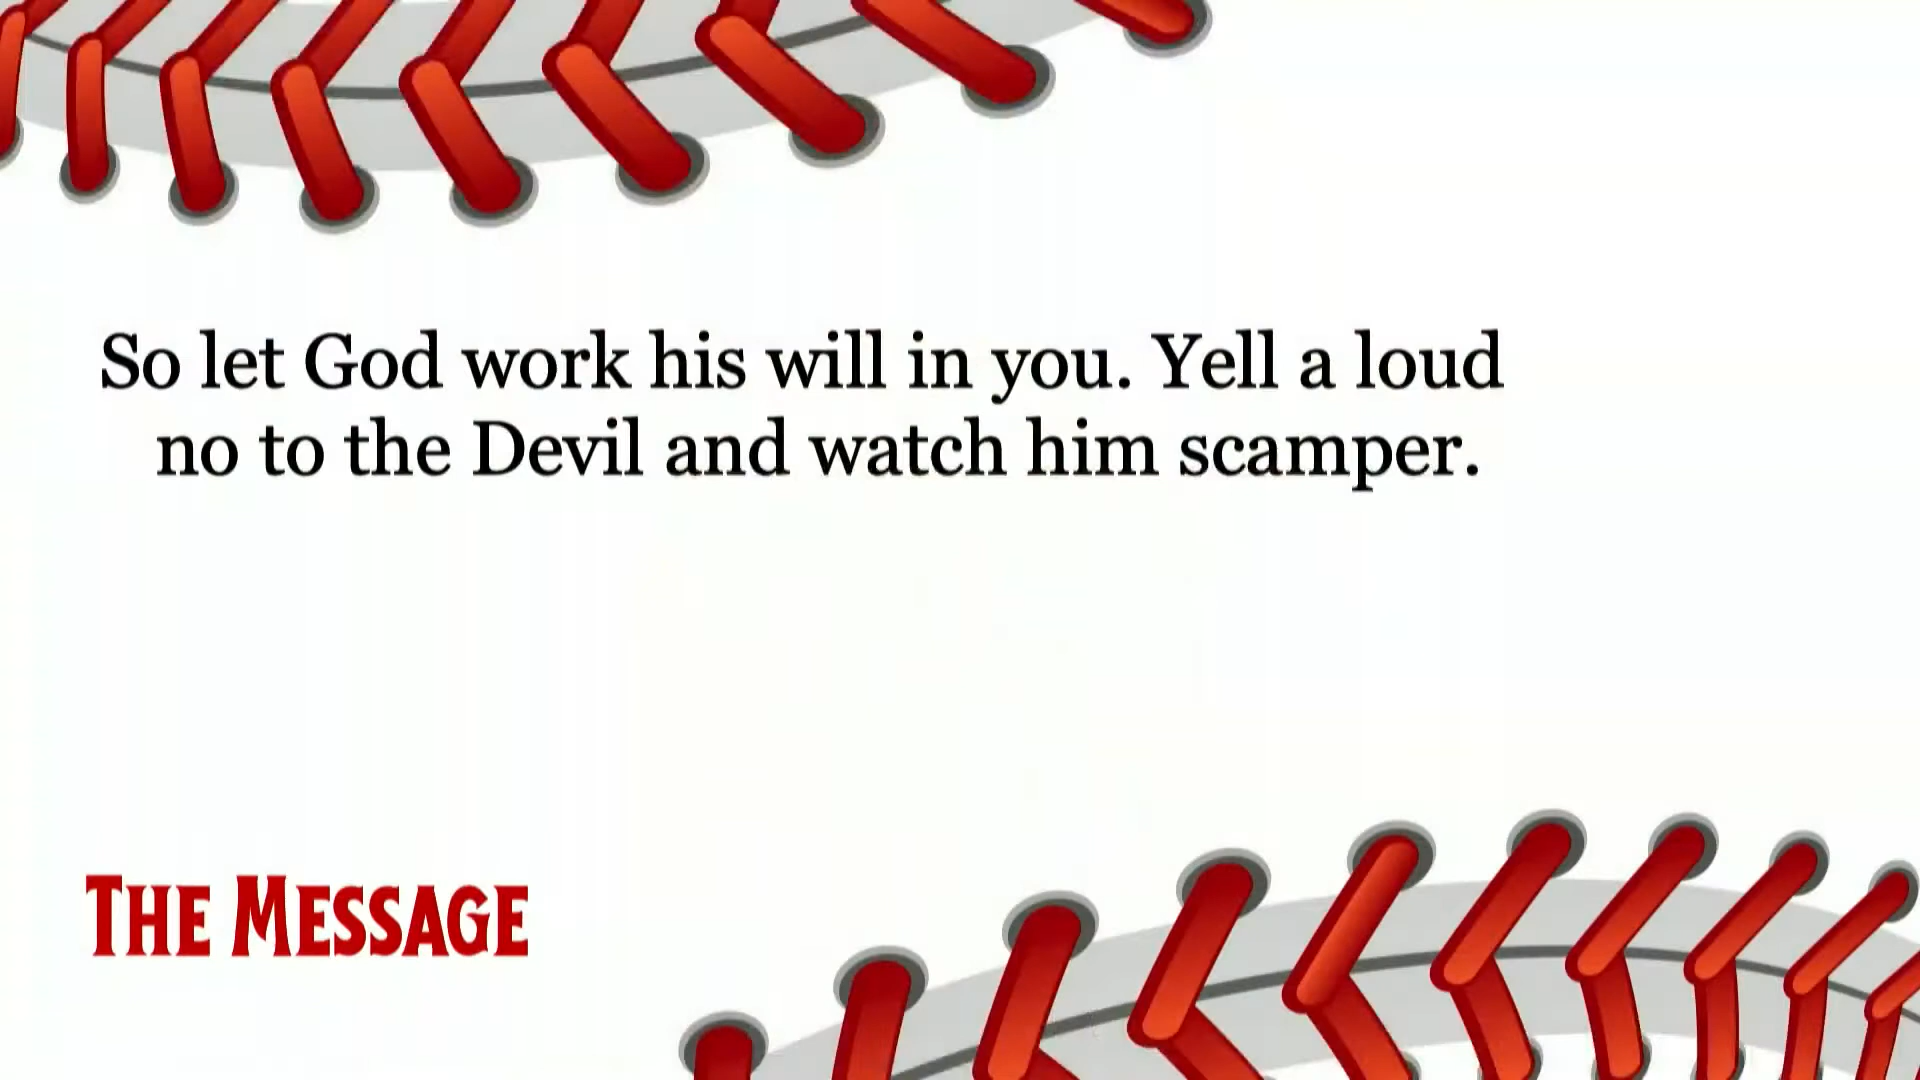 So let God work his will in you. Yell a loud
no to the Devil and watch him scamper.
The Message